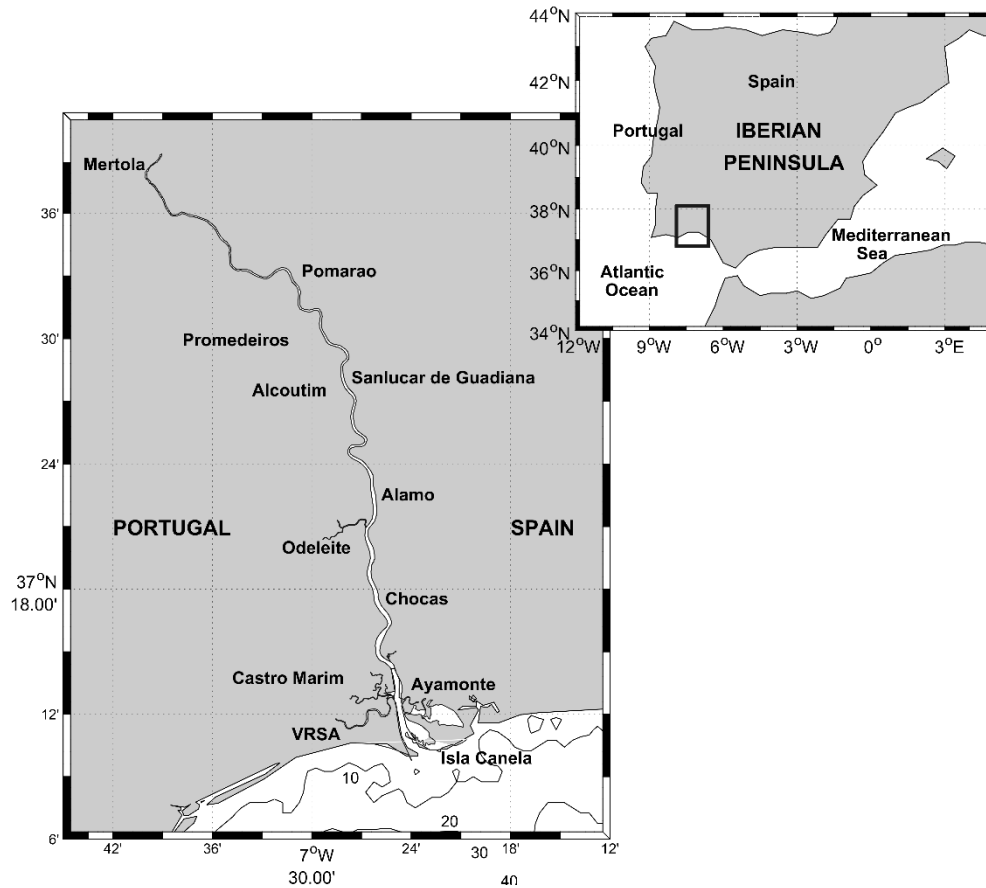 44°N
42°N
40°N
38°N
36°N
34°N
12°W
9°W
6°W
3°W
0°
3°E
Spain
Portugal
IBERIAN
PENINSULA
Mediterranean
Sea
Atlantic
Ocean
Mertola
36'
Pomarao
30'
Promedeiros
Sanlucar de Guadiana
Alcoutim
24'
Alamo
PORTUGAL
SPAIN
Odeleite
37°N
18.00'
Chocas
Castro Marim
Ayamonte
12'
VRSA
Isla Canela
10
20
6'
42'
36'
7°W
30.00'
24'
30
18'
12'
40